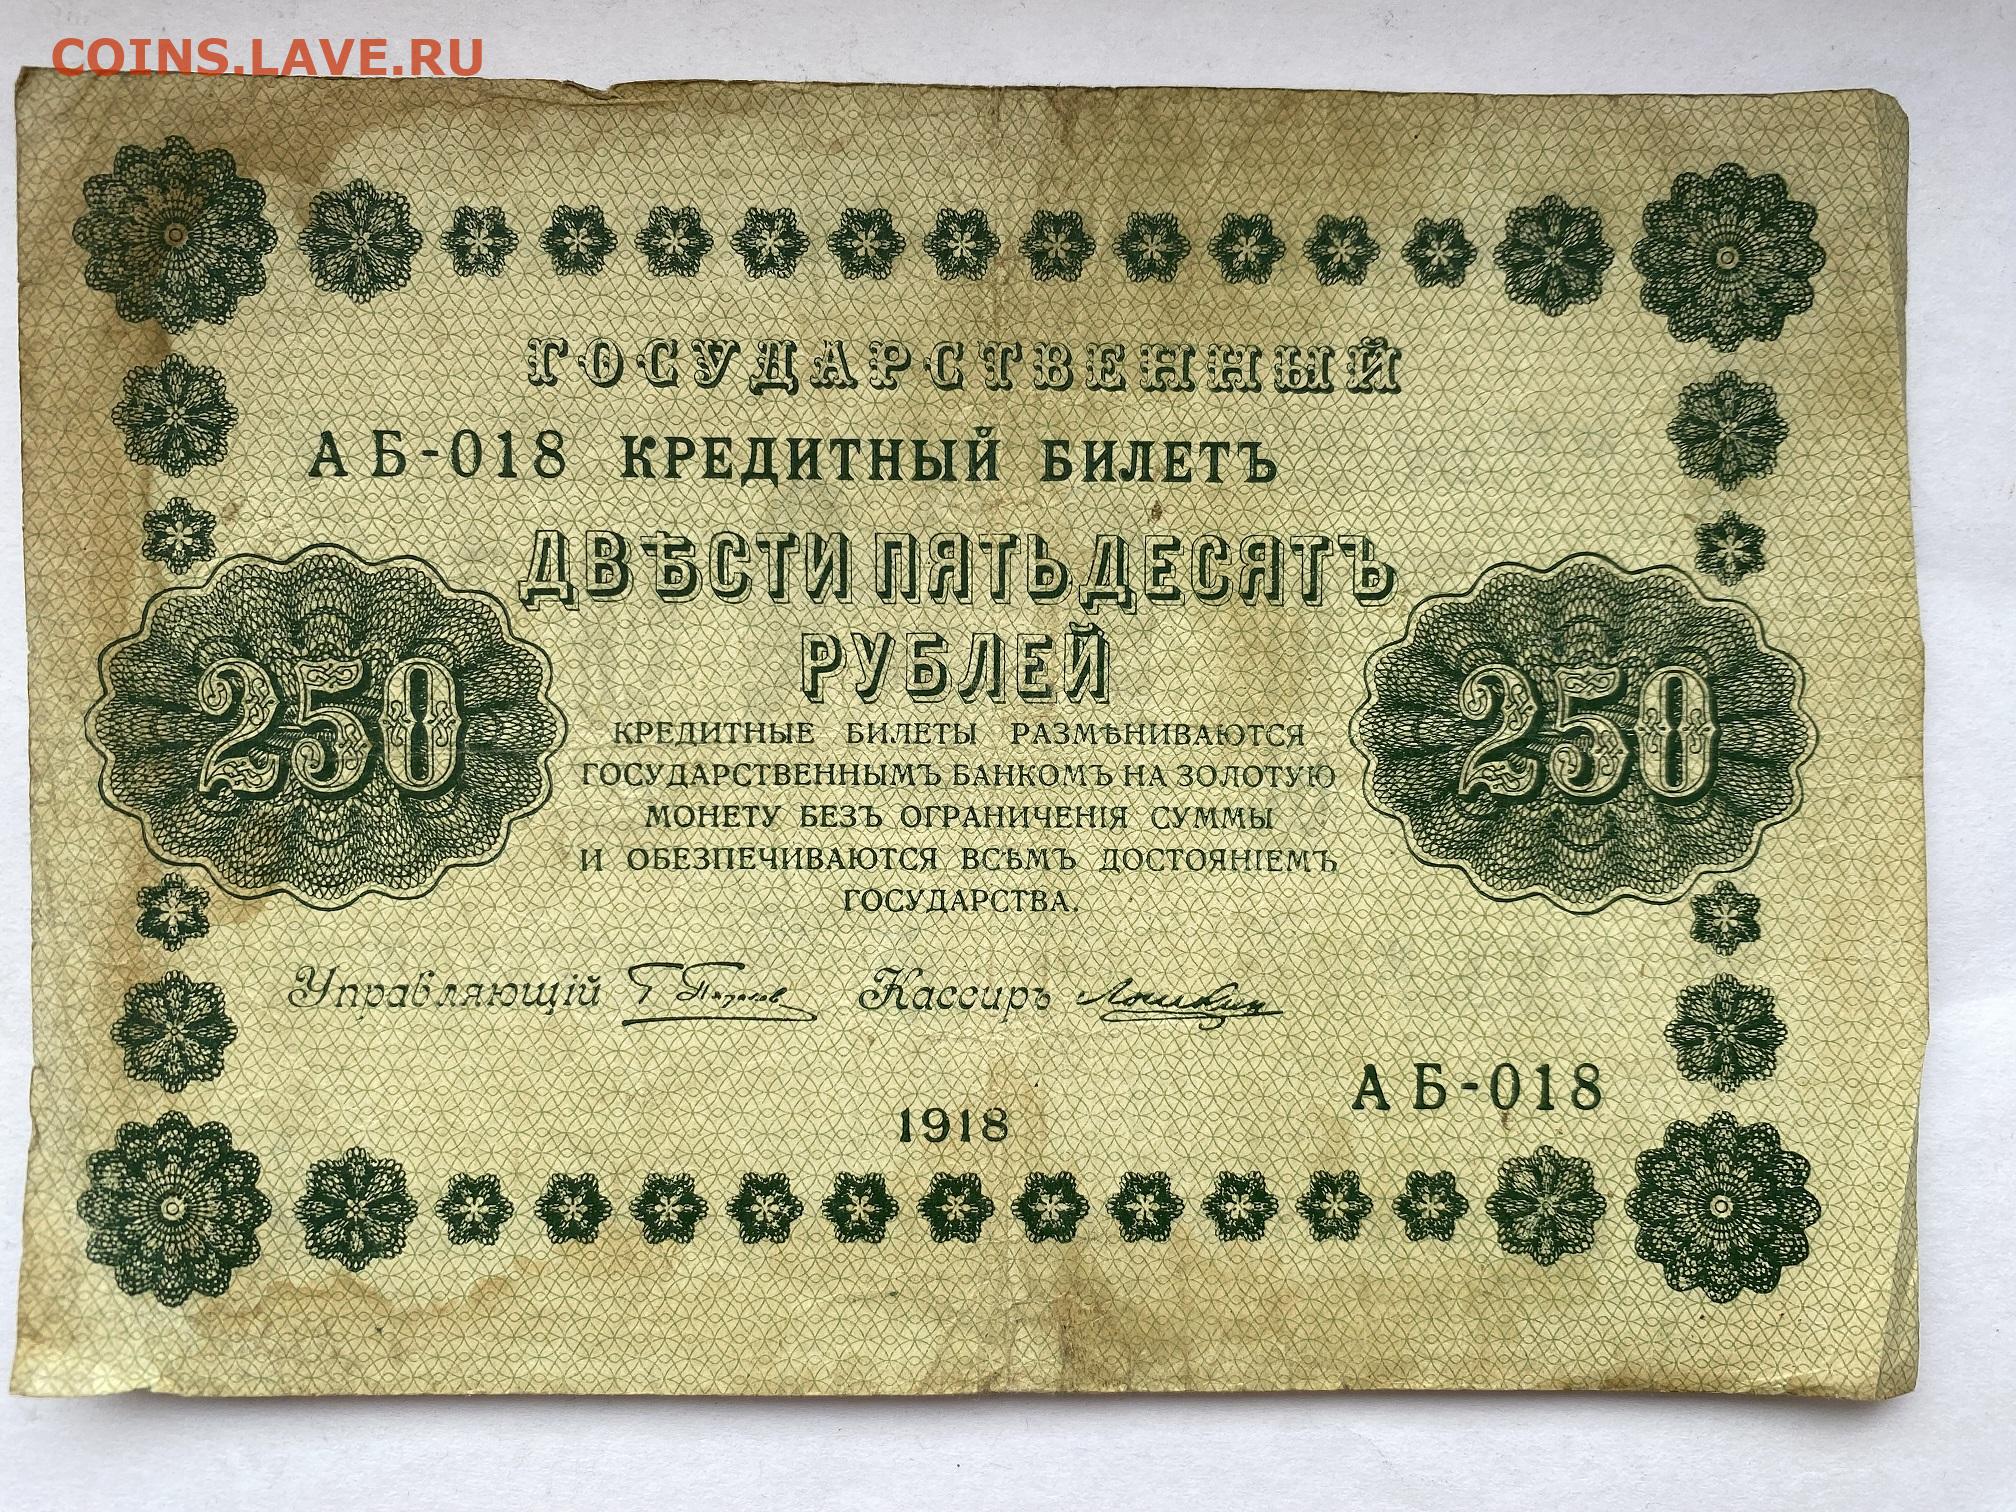 COINS.LAVE.RU
ГОСУДАРСТВЕННЫЙ
АБ-018 КРЕДИТНЫЙ БИЛЕТЪ
ДВѢСТИ ПЯТЬДЕСЯТЪ
РУБЛЕЙ
250
250
КРЕДИТНЫЕ БИЛЕТЫ РАЗМѢНИВАЮТСЯ
ГОСУДАРСТВЕННЫМЪ БАНКОМЪ НА ЗОЛОТУЮ
МОНЕТУ БЕЗЪ ОГРАНИЧЕНІЯ СУММЫ
И ОБЕЗПЕЧИВАЮТСЯ ВСѢМЪ ДОСТОЯНІЕМЪ
ГОСУДАРСТВА.
Управляющій Кассиръ
АБ-018
1918